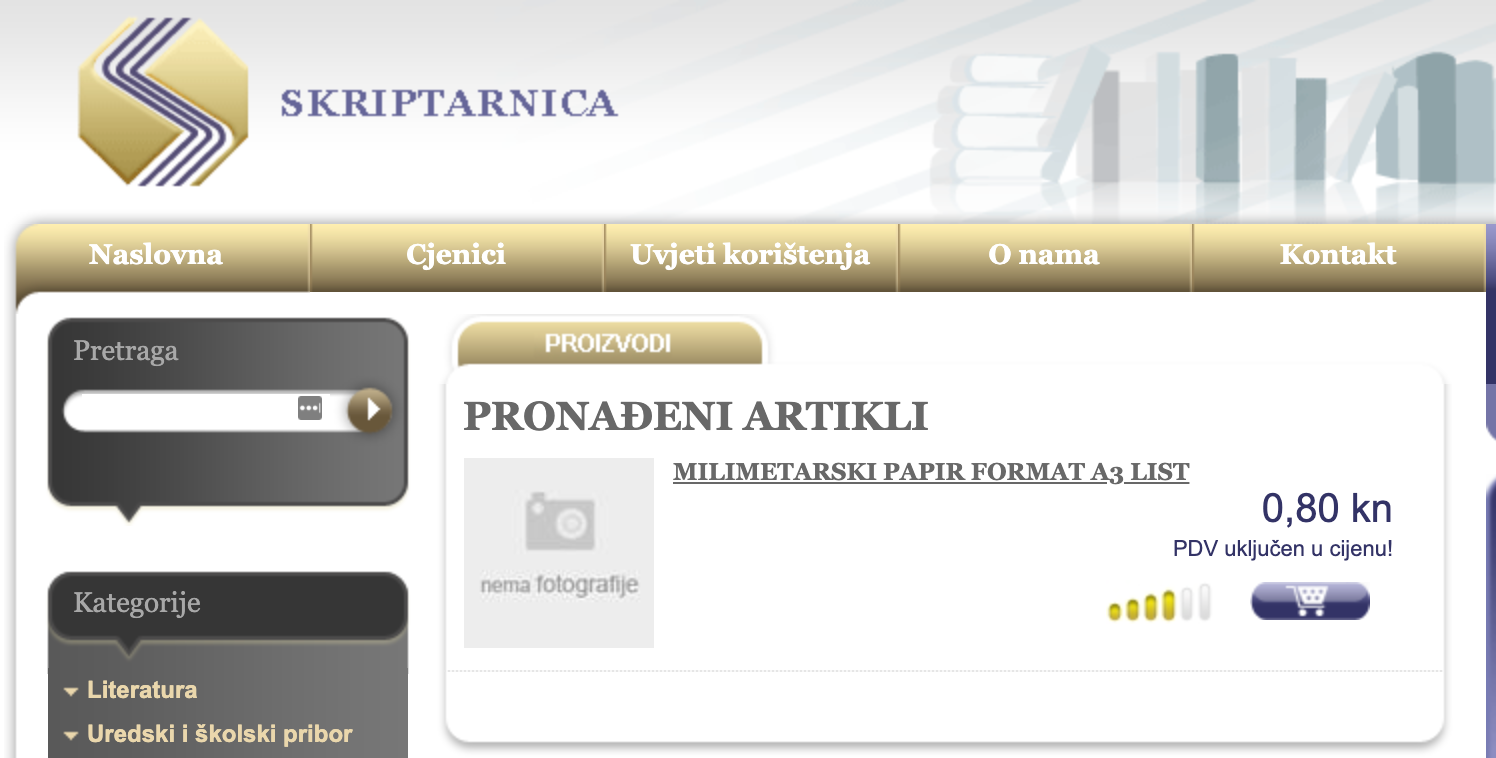 SKRIPTARNICA
Naslovna
Cjenici
Uvjeti korištenja
O nama
Kontakt
Pretraga
PROIZVODI
PRONAĐENI ARTIKLI
MILIMETARSKI PAPIR FORMAT A3 LIST
0,80 kn
PDV uključen u cijenu!
nema fotografije
Kategorije
Literatura
Uredski i školski pribor